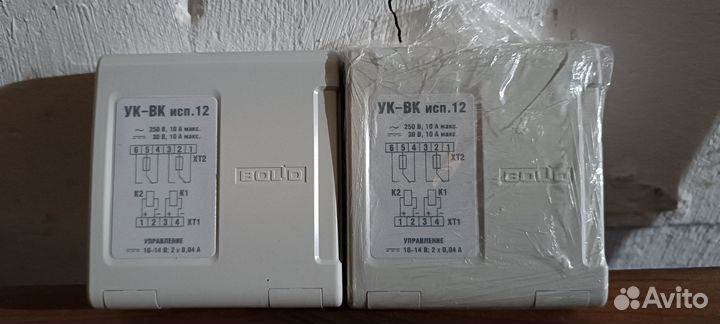 УК-ВК исп.12
~ 250 В, 10 А макс.
⎓ 30 В, 10 А макс.
6 5 4 3 2 1
XT2
K2 K1
+ - + -
1 2 3 4 XT1
УПРАВЛЕНИЕ
⎓ 10-14 В; 2 x 0,04 А
BOLID
УК-ВК исп.12
~ 250 В, 10 А макс.
⎓ 30 В, 10 А макс.
6 5 4 3 2 1
XT2
K2 K1
+ - + -
1 2 3 4 XT1
УПРАВЛЕНИЕ
⎓ 10-14 В; 2 x 0,04 А
BOLID
Avito